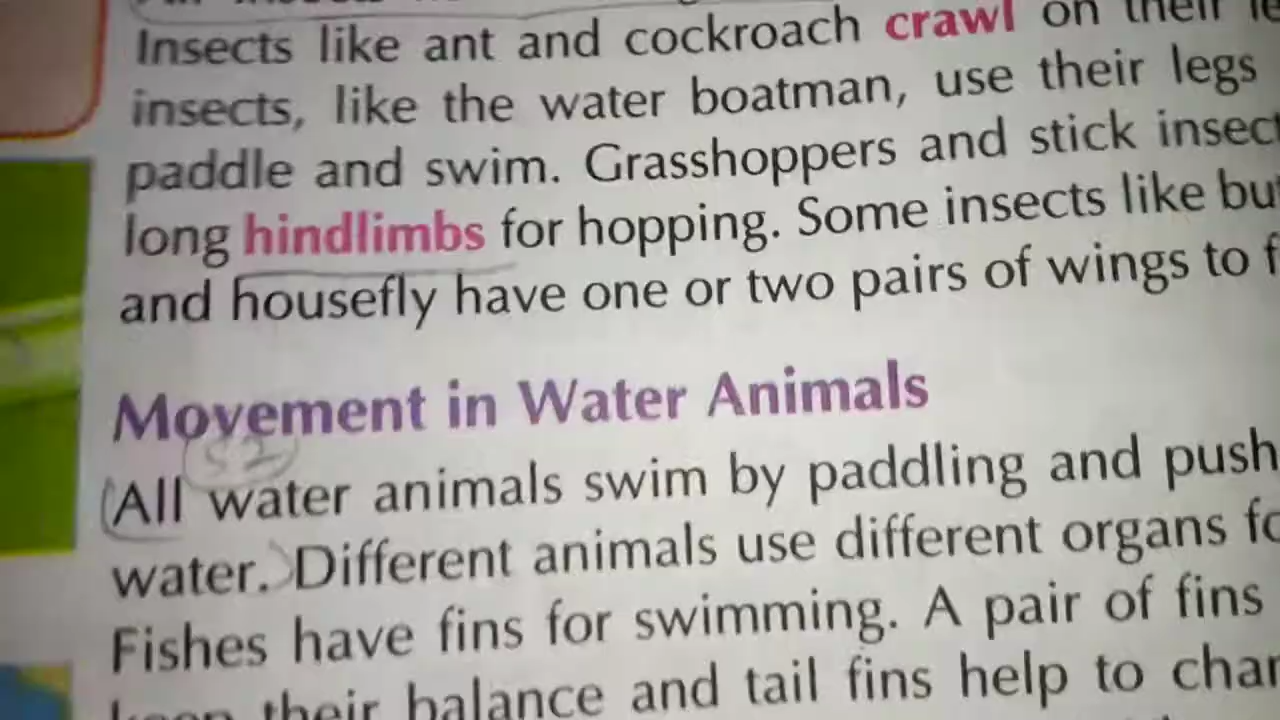 Insects like ant and cockroach crawl on their
insects, like the water boatman, use their legs
paddle and swim. Grasshoppers and stick insect
long hindlimbs for hopping. Some insects like
and housefly have one or two pairs of wings to
Movement in Water Animals
52
All water animals swim by paddling and push
water. Different animals use different organs
Fishes have fins for swimming. A pair of fins
keep their balance and tail fins help to